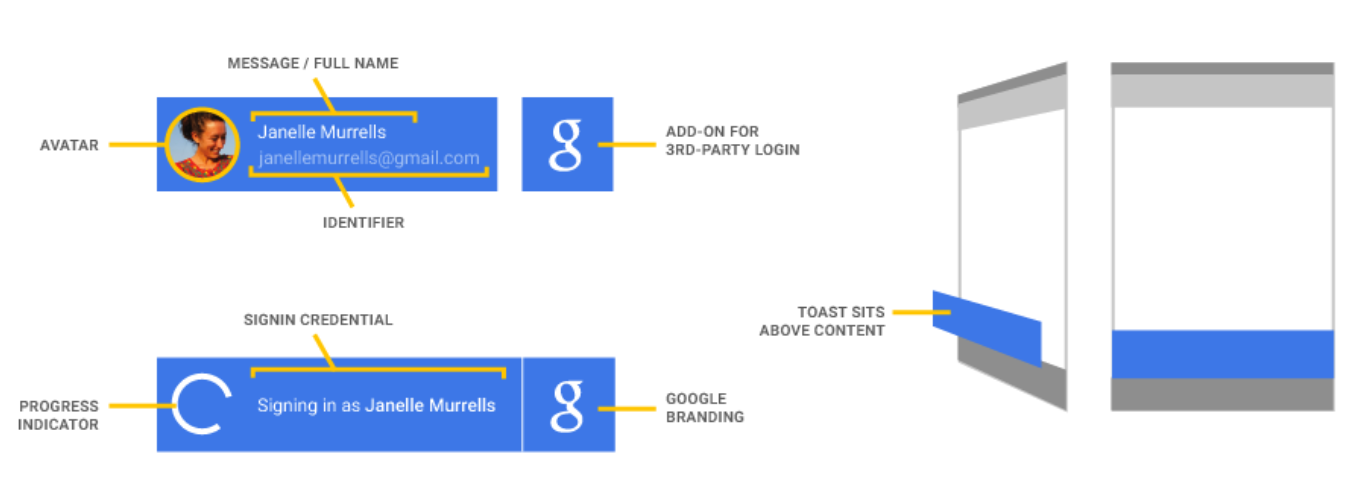 MESSAGE / FULL NAME
AVATAR
Janelle Murrells
janellemurrells@gmail.com
IDENTIFIER
g
ADD-ON FOR
3RD-PARTY LOGIN
SIGNIN CREDENTIAL
PROGRESS
INDICATOR
Signing in as Janelle Murrells
g
GOOGLE
BRANDING
TOAST SITS
ABOVE CONTENT